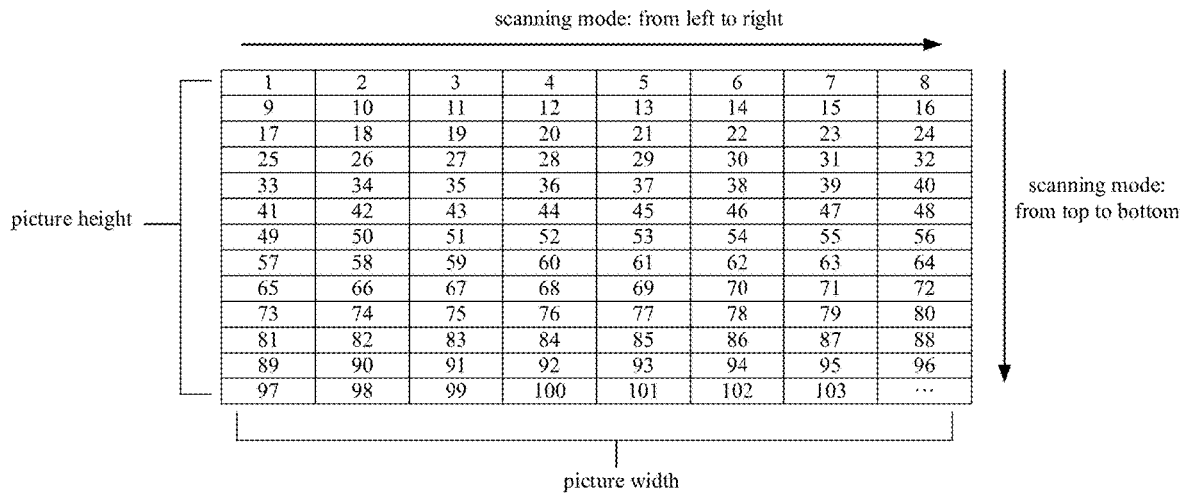 scanning mode: from left to right
1 2 3 4 5 6 7 8
9 10 11 12 13 14 15 16
17 18 19 20 21 22 23 24
25 26 27 28 29 30 31 32
33 34 35 36 37 38 39 40
41 42 43 44 45 46 47 48
49 50 51 52 53 54 55 56
57 58 59 60 61 62 63 64
65 66 67 68 69 70 71 72
73 74 75 76 77 78 79 80
81 82 83 84 85 86 87 88
89 90 91 92 93 94 95 96
97 98 99 100 101 102 103 ...
picture height
scanning mode:
from top to bottom
picture width